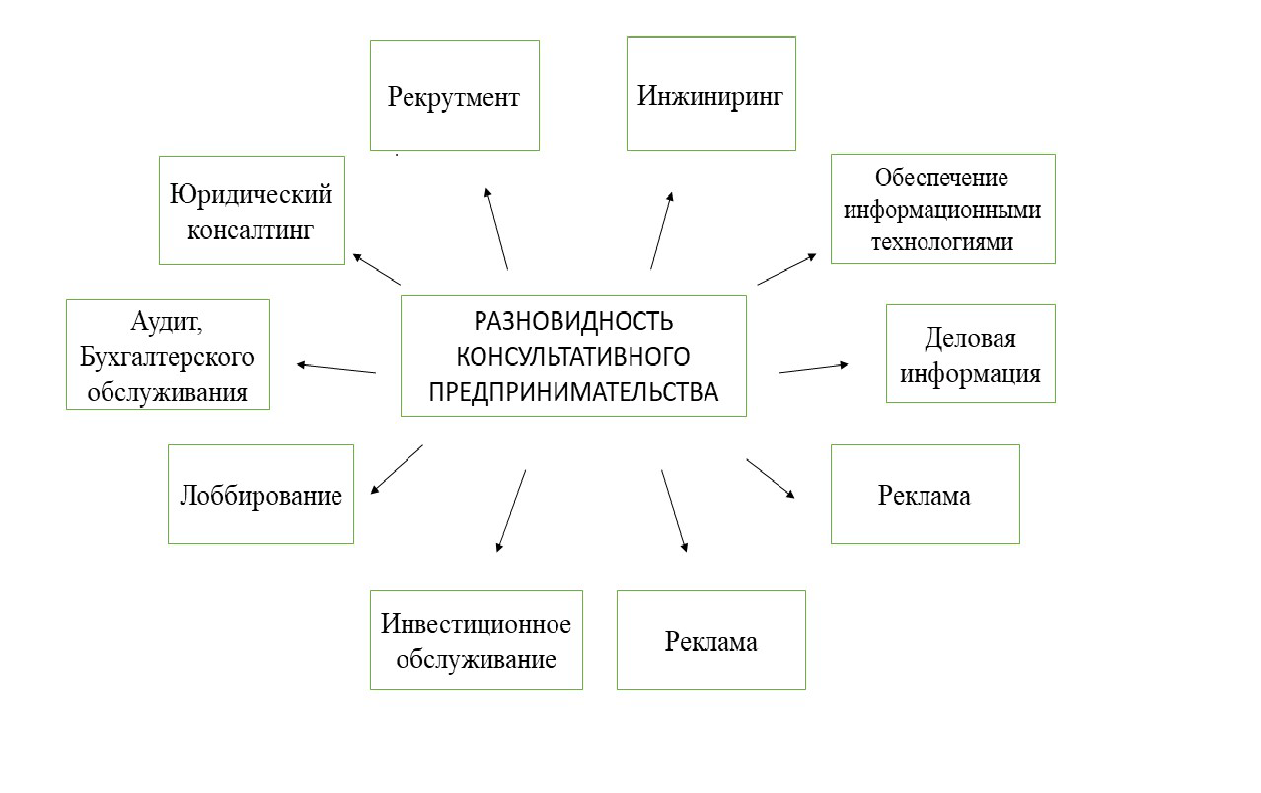 Рекрутмент
Инжиниринг
Юридический
консалтинг
Обеспечение
информационными
технологиями
Аудит,
Бухгалтерского
обслуживания
РАЗНОВИДНОСТЬ
КОНСУЛЬТАТИВНОГО
ПРЕДПРИНИМАТЕЛЬСТВА
Деловая
информация
Лоббирование
Реклама
Инвестиционное
обслуживание
Реклама